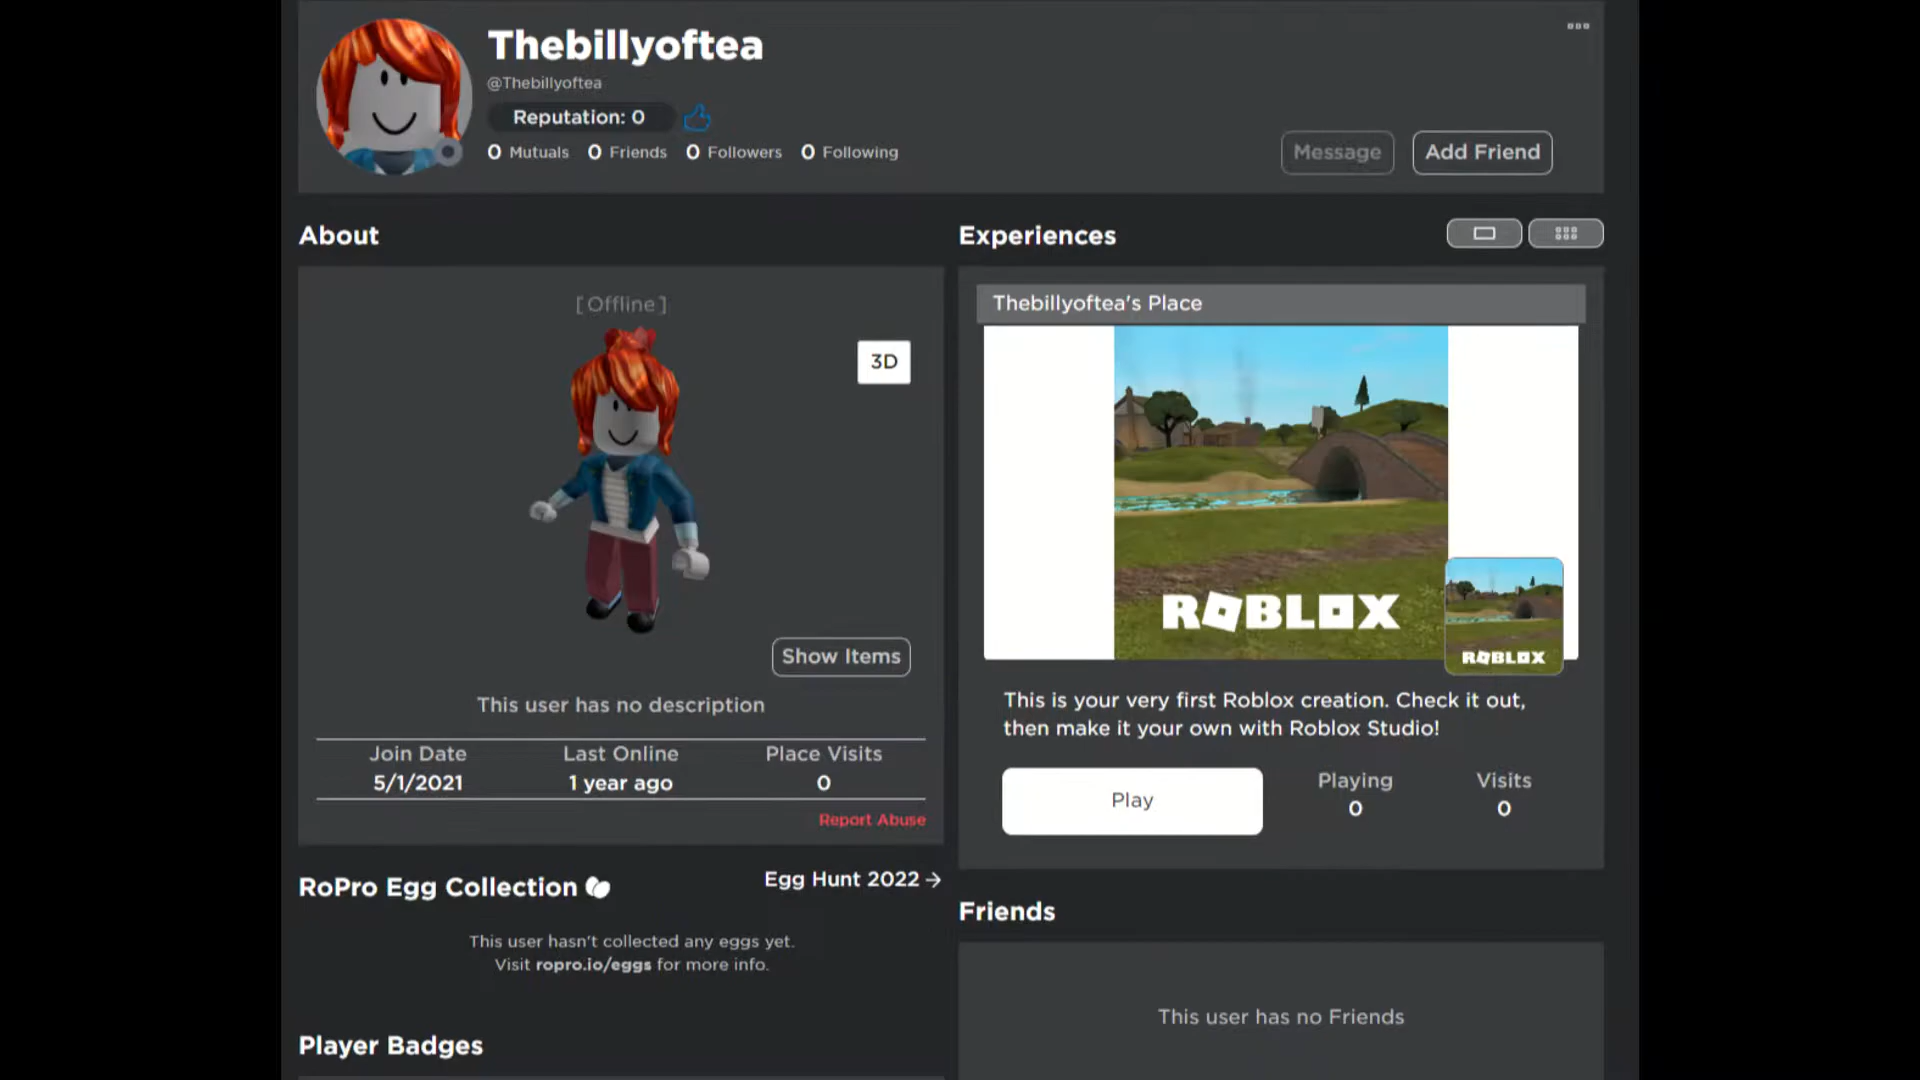 Thebillyoftea
@Thebillyoftea
Reputation: 0
0 Mutuals 0 Friends 0 Followers 0 Following
Message
Add Friend
About
[ Offline ]
3D
Show Items
This user has no description
Join Date Last Online Place Visits
5/1/2021 1 year ago 0
Report Abuse
RoPro Egg Collection
Egg Hunt 2022 →
This user hasn't collected any eggs yet.
Visit ropro.io/eggs for more info.
Player Badges
Experiences
Thebillyoftea's Place
ROBLOX
ROBLOX
This is your very first Roblox creation. Check it out,
then make it your own with Roblox Studio!
Play
Playing Visits
0 0
Friends
This user has no Friends